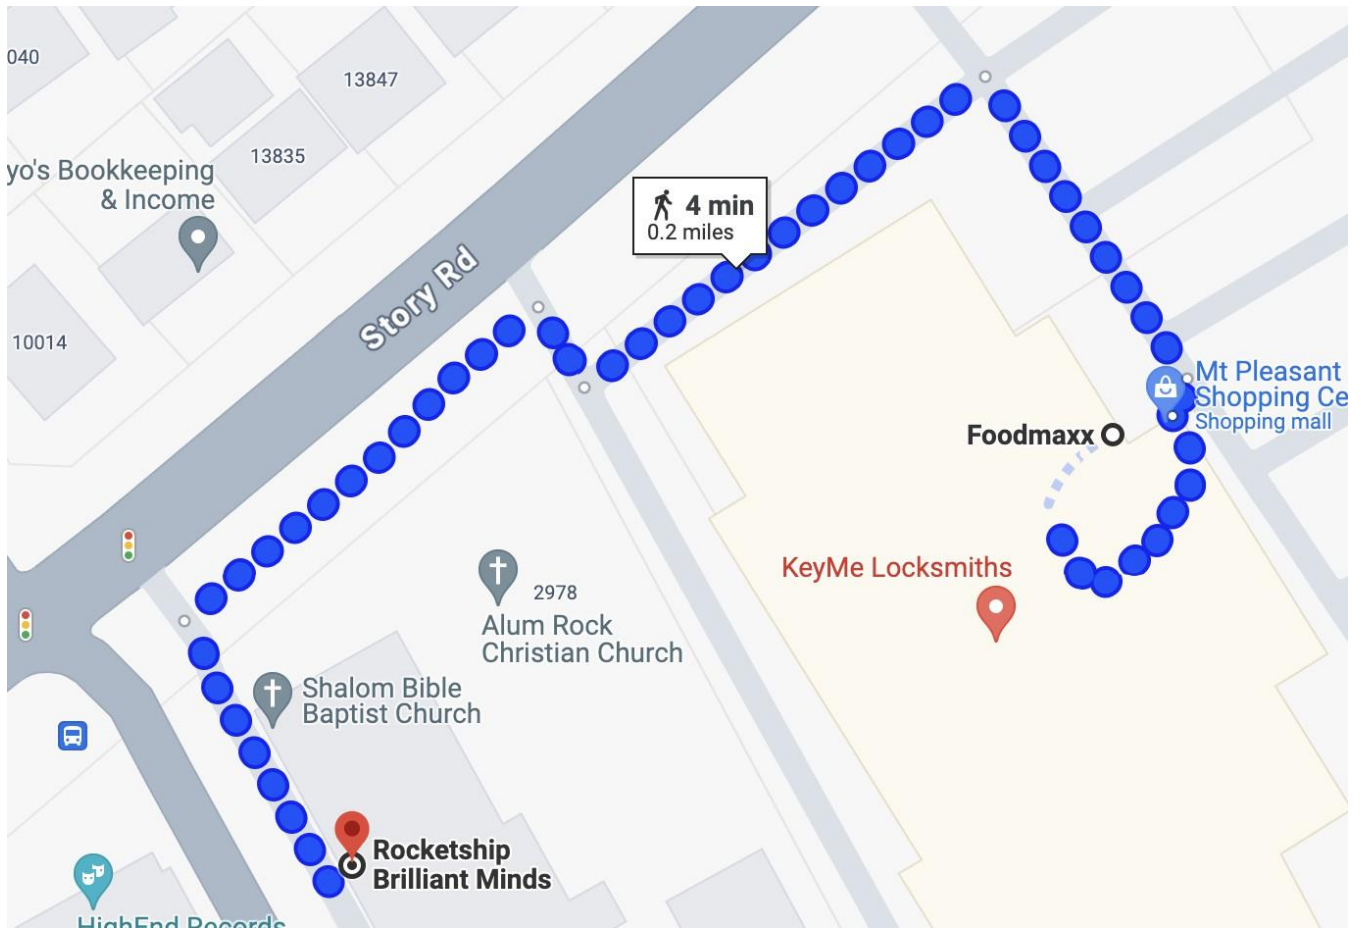 040
13847
13835
yo's Bookkeeping
& Income
4 min
0.2 miles
Story Rd
10014
Mt Pleasant
Shopping Ce
Shopping mall
Foodmaxx
KeyMe Locksmiths
2978
Alum Rock
Christian Church
Shalom Bible
Baptist Church
Rocketship
Brilliant Minds
HighEnd Records